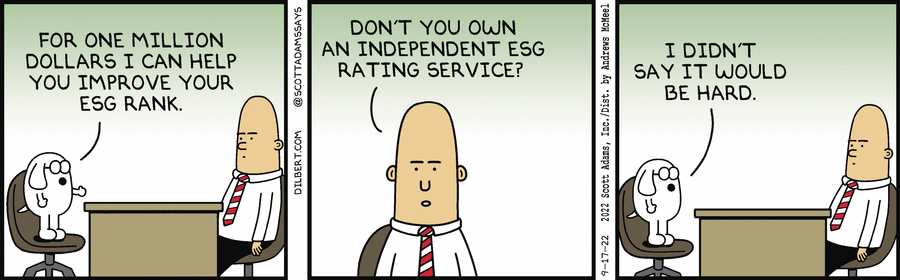 FOR ONE MILLION
DOLLARS I CAN HELP
YOU IMPROVE YOUR
ESG RANK.
DILBERT.COM @SCOTTADAMSSAYS
DON'T YOU OWN
AN INDEPENDENT ESG
RATING SERVICE?
9-17-22 2022 Scott Adams, Inc./Dist. by Andrews McMeel
I DIDN'T
SAY IT WOULD
BE HARD.